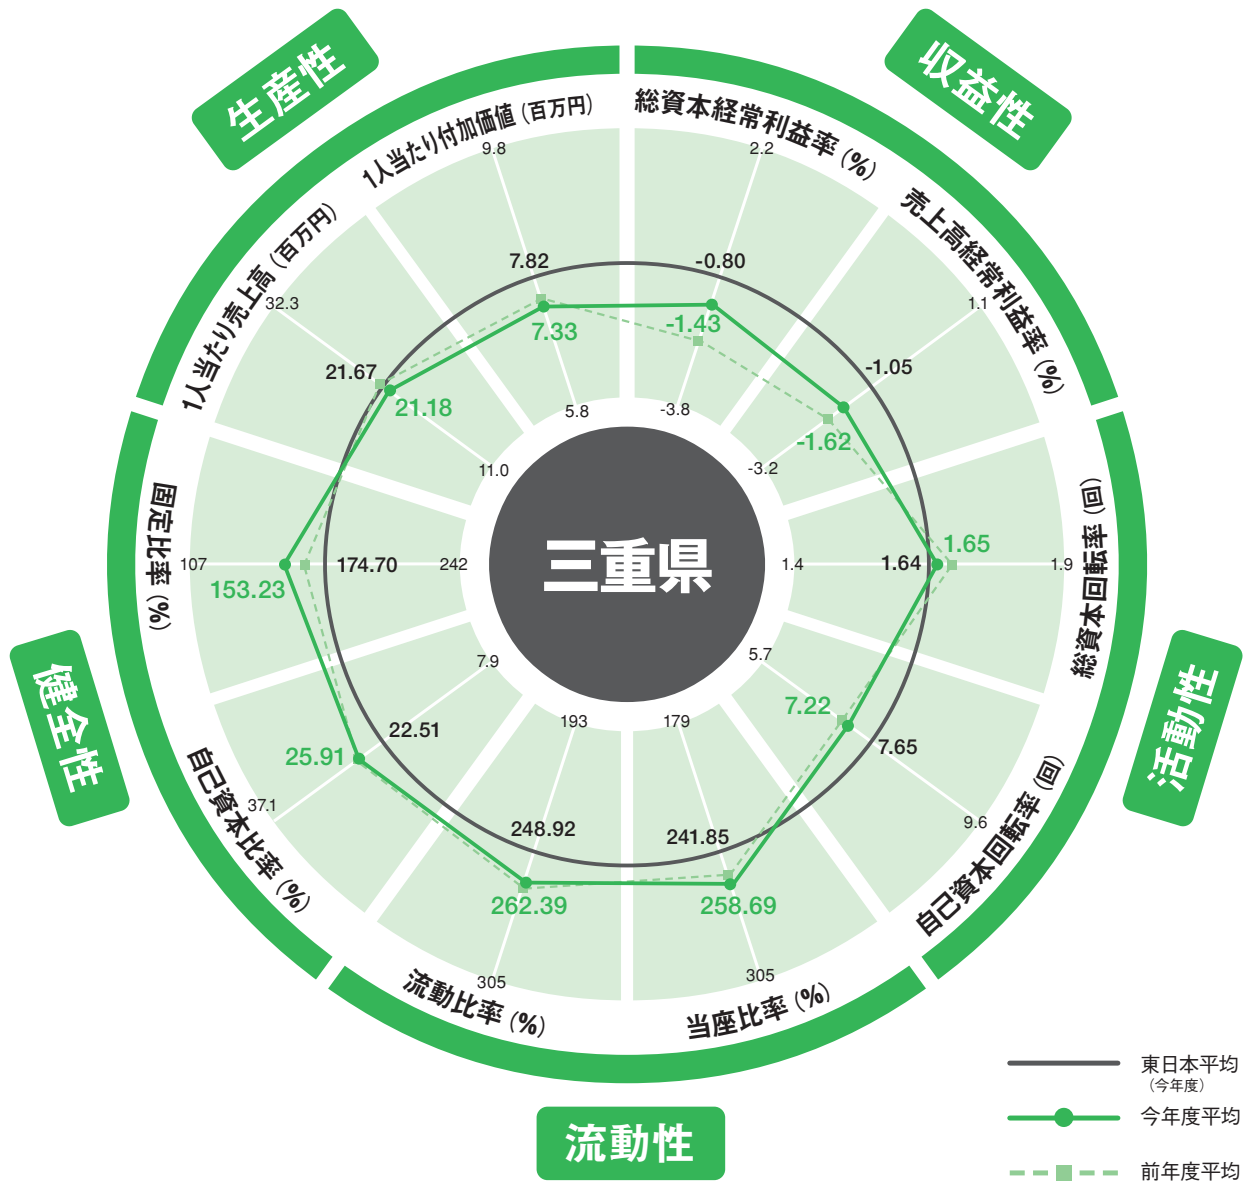 生産性
収益性
1人当たり付加価値（百万円）
総資本経常利益率（%）
9.8
2.2
売上高経常利益率（%）
1人当たり売上高（百万円）
7.82
-0.80
32.3
1.1
7.33
-1.43
21.67
-1.05
21.18
5.8
-3.8
-1.62
11.0
-3.2
固定比率（%）
総資本回転率（回）
1.65
107
174.70
242
三重県
1.4
1.64
1.9
153.23
健全性
活動性
7.9
5.7
7.22
22.51
193
179
7.65
25.91
自己資本比率（%）
自己資本回転率（回）
37.1
9.6
248.92
241.85
262.39
258.69
305
305
流動比率（%）
当座比率（%）
流動性
東日本平均
（今年度）
今年度平均
前年度平均